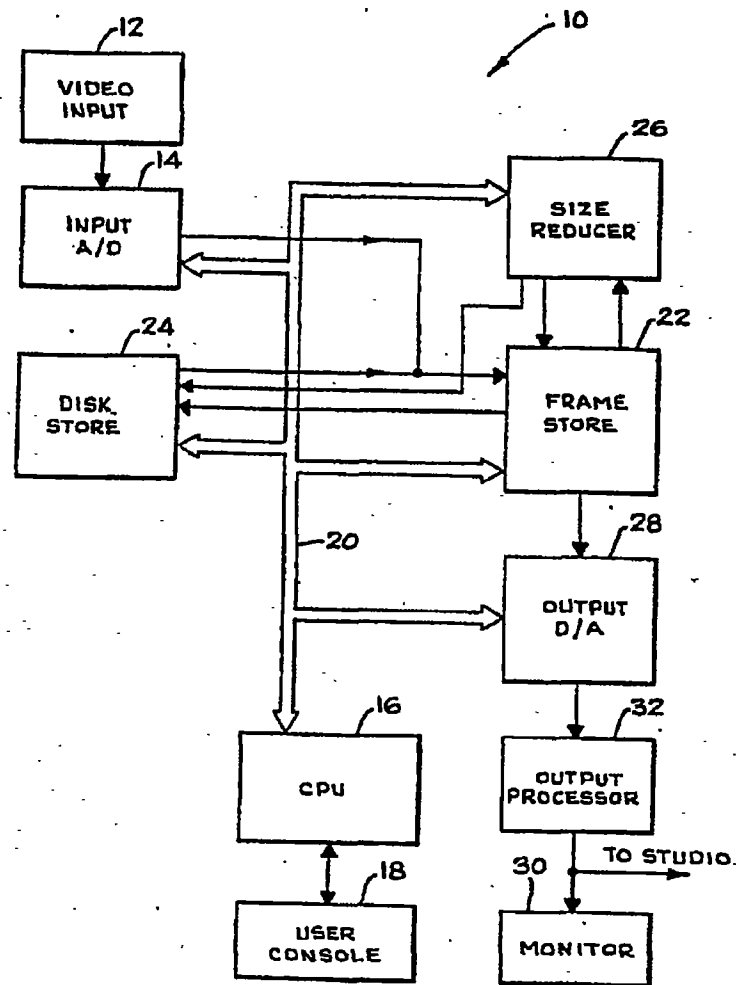 10
12
VIDEO
INPUT
14
INPUT
A/D
26
SIZE
REDUCER
24
DISK
STORE
22
FRAME
STORE
20
28
OUTPUT
D/A
16
CPU
32
OUTPUT
PROCESSOR
TO STUDIO
18
USER
CONSOLE
30
MONITOR